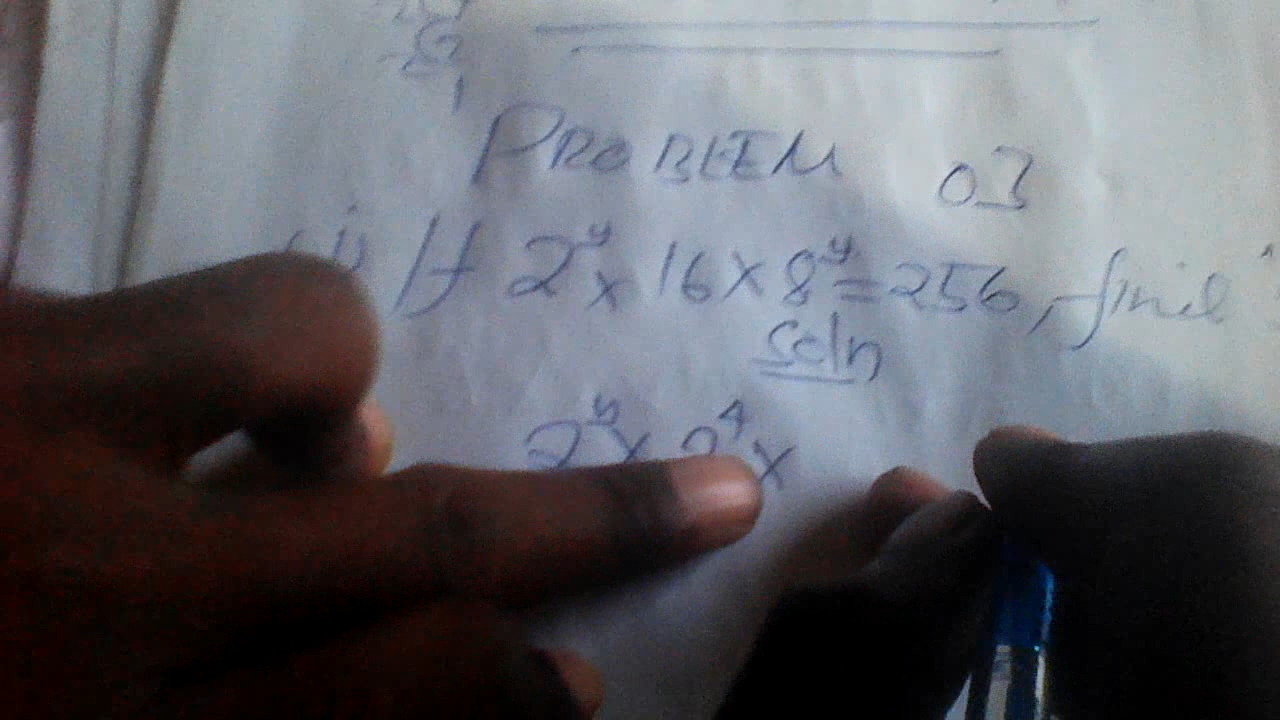 PROBLEM 03
If 2^y x 16 x 8^y = 256, find
Soln
2^y x 2^4 x